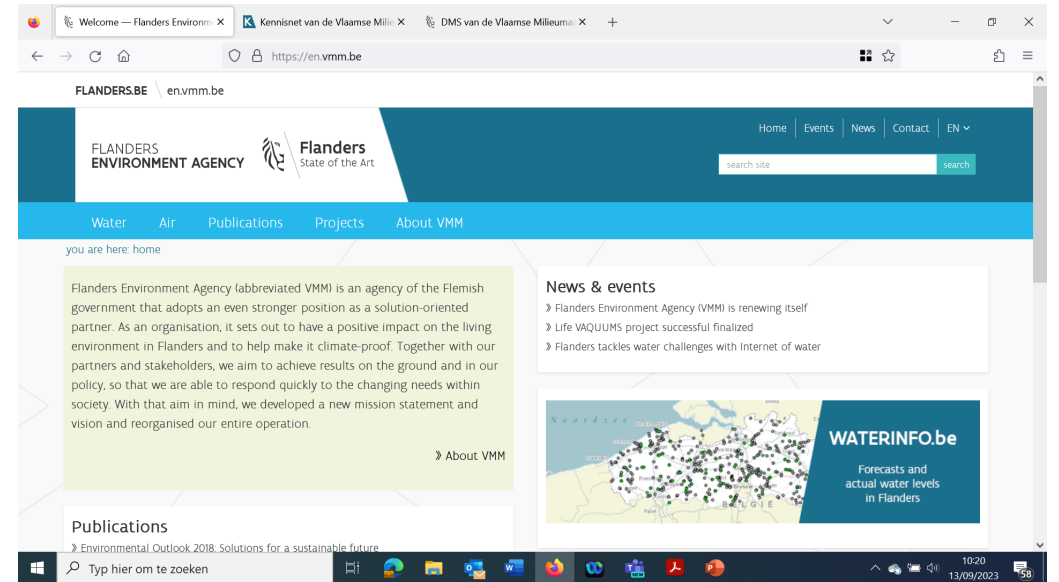 Welcome — Flanders Environm
Kennisnet van de Vlaamse Milie
DMS van de Vlaamse Milieumaa
https://en.vmm.be
FLANDERS.BE
en.vmm.be
Home
Events
News
Contact
EN
FLANDERS
ENVIRONMENT AGENCY
Flanders
State of the Art
search site
search
Water
Air
Publications
Projects
About VMM
you are here: home
Flanders Environment Agency (abbreviated VMM) is an agency of the Flemish
government that adopts an even stronger position as a solution-oriented
partner. As an organisation, it sets out to have a positive impact on the living
environment in Flanders and to help make it climate-proof. Together with our
partners and stakeholders, we aim to achieve results on the ground and in our
policy, so that we are able to respond quickly to the changing needs within
society. With that aim in mind, we developed a new mission statement and
vision and reorganised our entire operation.
» About VMM
Publications
» Environmental Outlook 2018: Solutions for a sustainable future
News & events
» Flanders Environment Agency (VMM) is renewing itself
» Life VAQUUMS project successful finalized
» Flanders tackles water challenges with Internet of water
Noordzee
BELGIE
WATERINFO.be
Forecasts and
actual water levels
in Flanders
Typ hier om te zoeken
10:20
13/09/2023
58